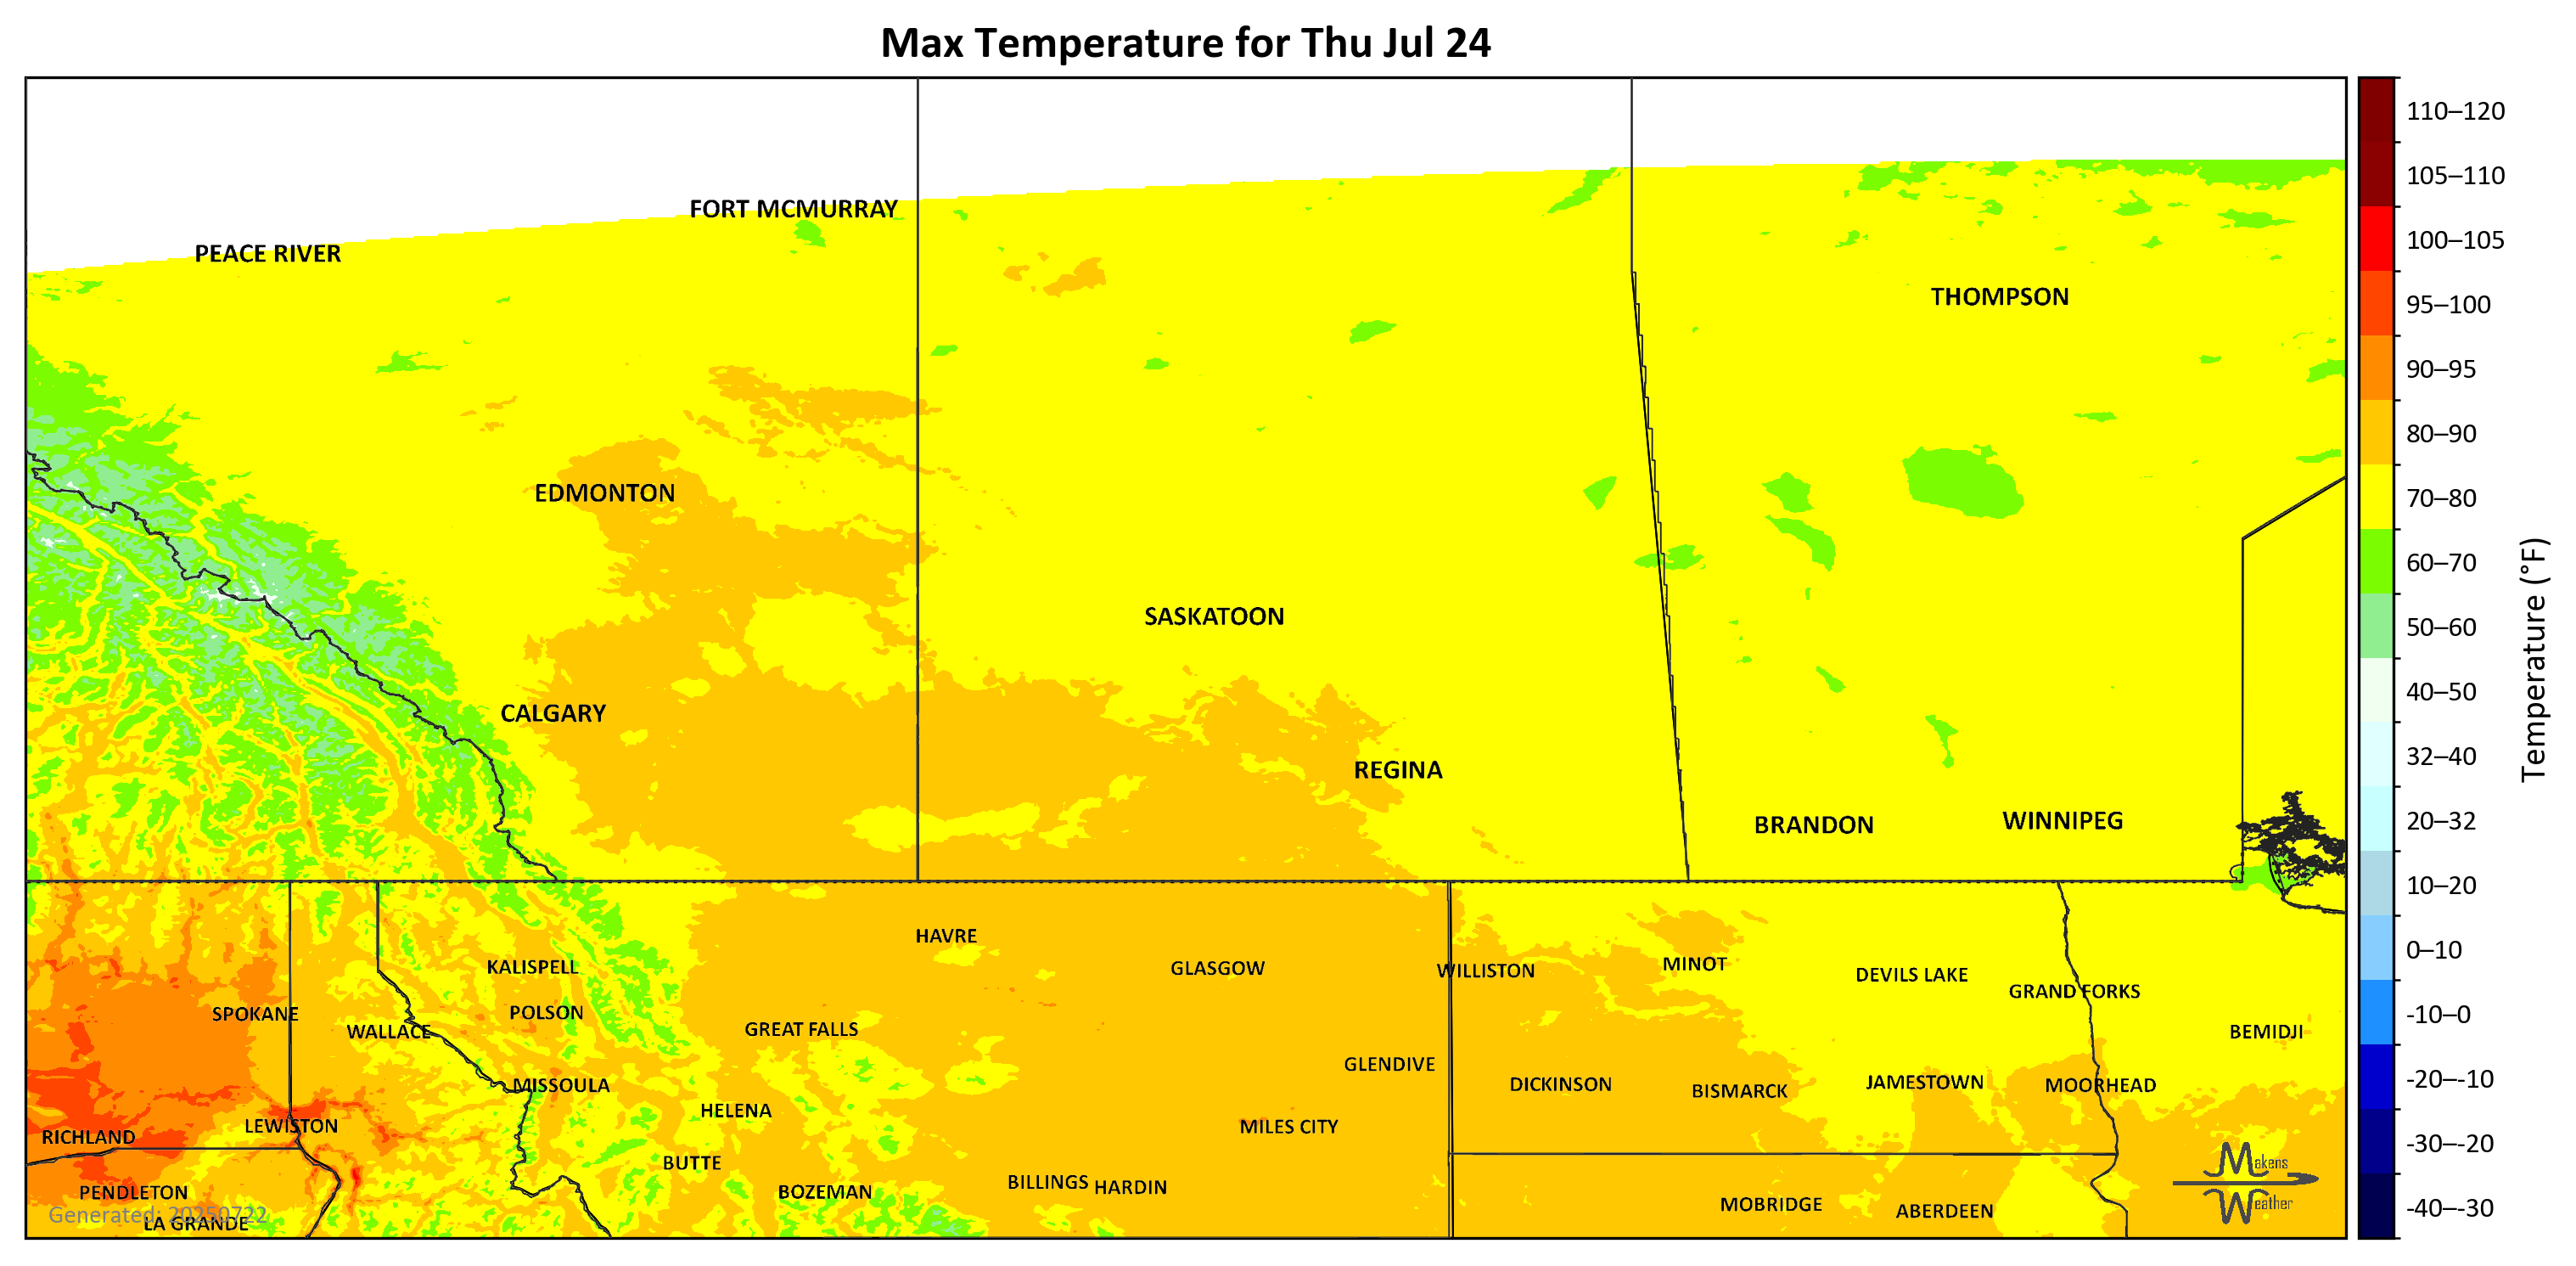 Max Temperature for Thu Jul 24
FORT MCMURRAY
PEACE RIVER
THOMPSON
EDMONTON
SASKATOON
CALGARY
REGINA
BRANDON
WINNIPEG
HAVRE
KALISPELL
GLASGOW
WILLISTON
MINOT
DEVILS LAKE
GRAND FORKS
SPOKANE
POLSON
WALLACE
GREAT FALLS
BEMIDJI
GLENDIVE
MISSOULA
DICKINSON
BISMARCK
JAMESTOWN
MOORHEAD
HELENA
LEWISTON
MILES CITY
RICHLAND
BUTTE
BILLINGS
HARDIN
PENDLETON
BOZEMAN
MOBRIDGE
ABERDEEN
LA GRANDE
Generated: 20250722
Makens
Weather
110–120
105–110
100–105
95–100
90–95
80–90
70–80
60–70
50–60
40–50
32–40
20–32
10–20
0–10
-10–0
-20–-10
-30–-20
-40–-30
Temperature (°F)